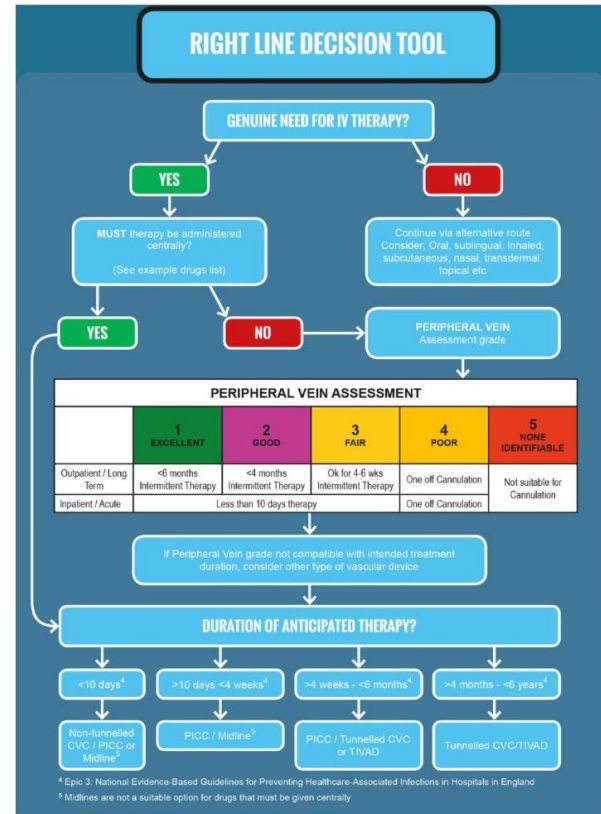 RIGHT LINE DECISION TOOL
GENUINE NEED FOR IV THERAPY?
YES
NO
MUST therapy be administered
centrally?
(See example drugs list)
Continue via alternative route
Consider; Oral, sublingual, Inhaled,
subcutaneous, nasal, transdermal,
topical etc
YES
NO
PERIPHERAL VEIN
Assessment grade
PERIPHERAL VEIN ASSESSMENT
1
EXCELLENT
2
GOOD
3
FAIR
4
POOR
5
NONE
IDENTIFIABLE
Outpatient / Long
Term
<6 months
Intermittent Therapy
<4 months
Intermittent Therapy
Ok for 4-6 wks
Intermittent Therapy
One off Cannulation
Not suitable for
Cannulation
Inpatient / Acute
Less than 10 days therapy
One off Cannulation
If Peripheral Vein grade not compatible with intended treatment
duration, consider other type of vascular device
DURATION OF ANTICIPATED THERAPY?
<10 days⁴
>10 days <4 weeks⁴
>4 weeks - <6 months⁴
>4 months - <6 years⁴
Non-tunnelled
CVC / PICC or
Midline⁵
PICC / Midline⁵
PICC / Tunnelled CVC
or TIVAD
Tunnelled CVC/TIVAD
⁴ Epic 3: National Evidence-Based Guidelines for Preventing Healthcare-Associated Infections in Hospitals in England
⁵ Midlines are not a suitable option for drugs that must be given centrally